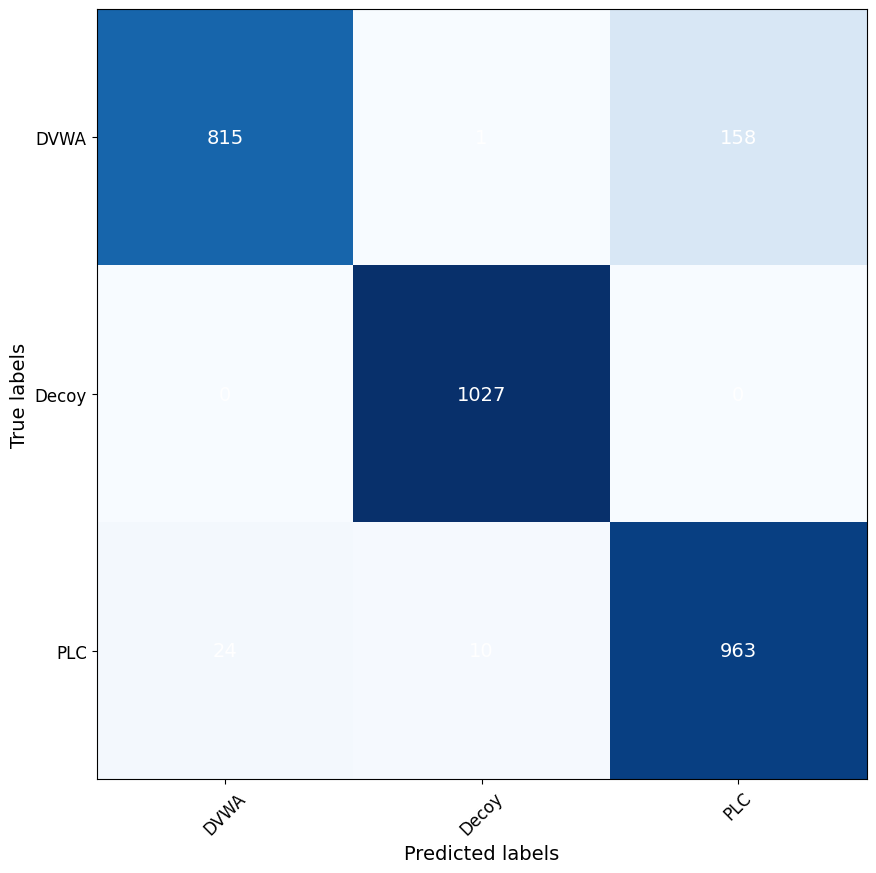 True labels
DVWA
815
1
158
Decoy
0
1027
0
PLC
24
10
963
DVWA
Decoy
PLC
Predicted labels